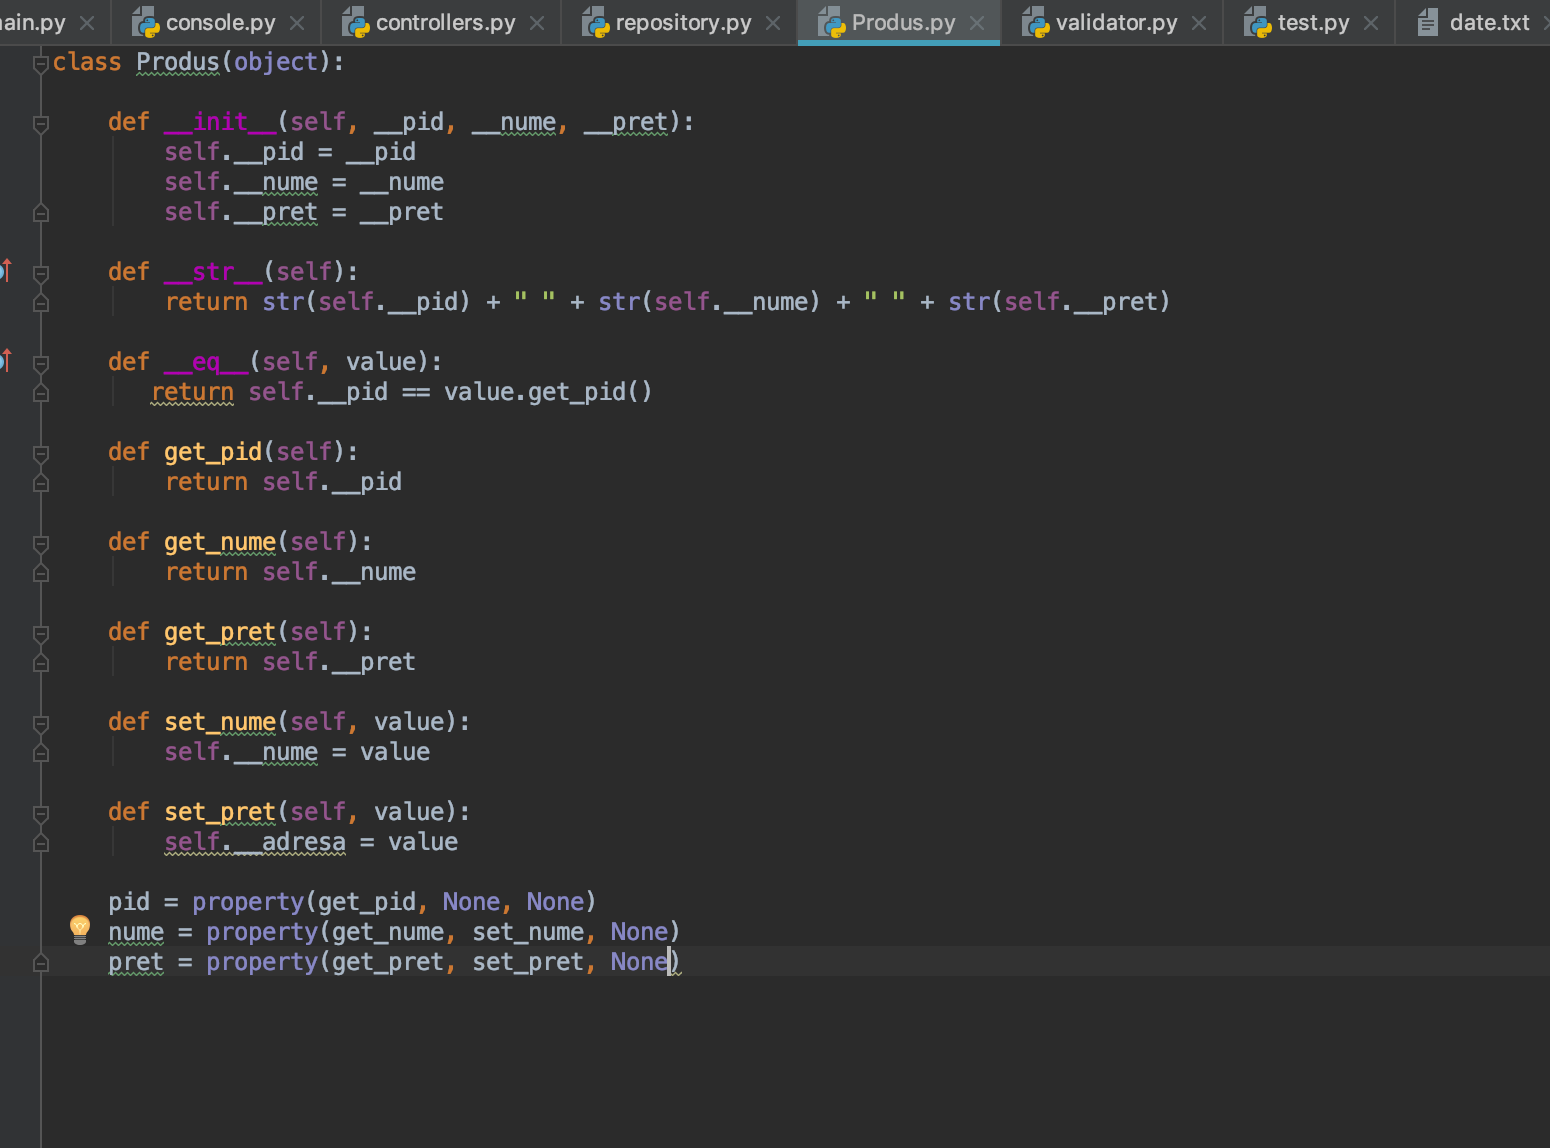 ain.py console.py controllers.py repository.py Produs.py validator.py test.py date.txt
class Produs(object):
def __init__(self, __pid, __nume, __pret):
self.__pid = __pid
self.__nume = __nume
self.__pret = __pret
def __str__(self):
return str(self.__pid) + " " + str(self.__nume) + " " + str(self.__pret)
def __eq__(self, value):
return self.__pid == value.get_pid()
def get_pid(self):
return self.__pid
def get_nume(self):
return self.__nume
def get_pret(self):
return self.__pret
def set_nume(self, value):
self.__nume = value
def set_pret(self, value):
self.__adresa = value
pid = property(get_pid, None, None)
nume = property(get_nume, set_nume, None)
pret = property(get_pret, set_pret, None)